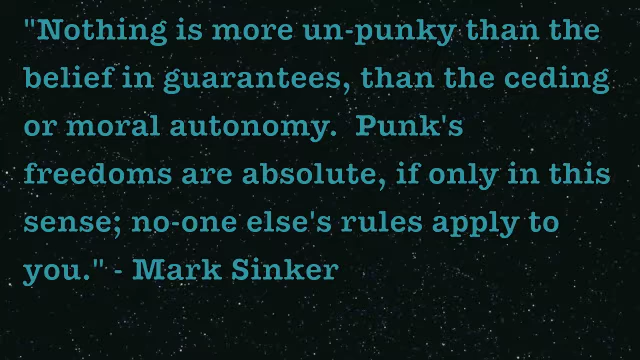 "Nothing is more un-punky than the
belief in guarantees, than the ceding
or moral autonomy.  Punk's
freedoms are absolute, if only in this
sense; no-one else's rules apply to
you." - Mark Sinker